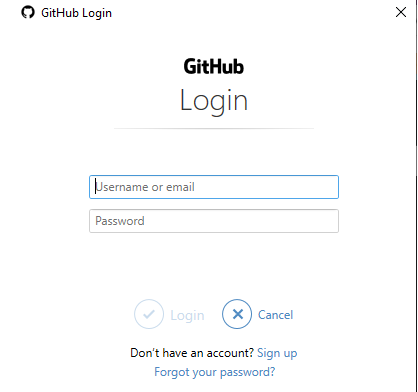 GitHub Login
GitHub
Login
Username or email
Password
Login Cancel
Don't have an account? Sign up
Forgot your password?